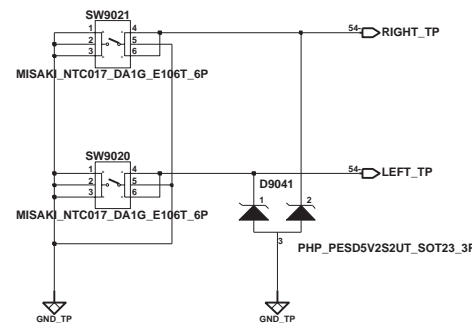 SW9021
1 4
2 5
3 6
MISAKI_NTC017_DA1G_E106T_6P
54 RIGHT_TP
SW9020
1 4
2 5
3 6
MISAKI_NTC017_DA1G_E106T_6P
54 LEFT_TP
D9041
1 2
3
PHP_PESD5V2S2UT_SOT23_3P
GND_TP
GND_TP